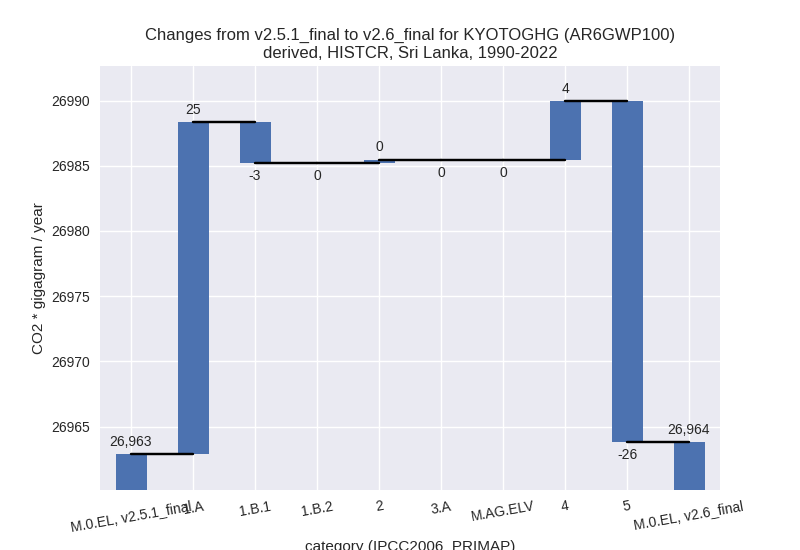 Changes from v2.5.1_final to v2.6_final for KYOTOGHG (AR6GWP100)
derived, HISTCR, Sri Lanka, 1990-2022
CO2 * gigagram / year
26990
26985
26980
26975
26970
26965
26,963
25
-3
0
0
0
0
4
-26
26,964
M.0.EL, v2.5.1_final
1.A
1.B.1
1.B.2
2
3.A
M.AG.ELV
4
5
M.0.EL, v2.6_final
category (IPCC2006_PRIMAP)